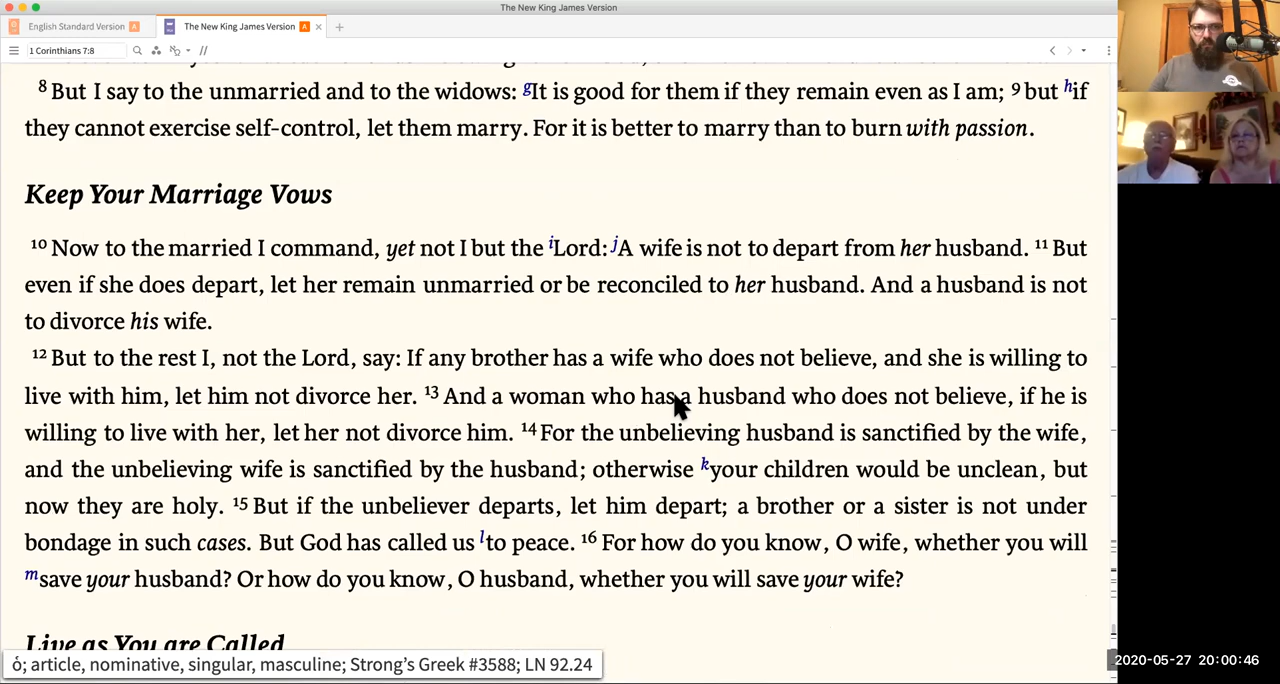 The New King James Version
English Standard Version A
The New King James Version A
1 Corinthians 7:8
8 But I say to the unmarried and to the widows: gIt is good for them if they remain even as I am; 9 but hif
they cannot exercise self-control, let them marry. For it is better to marry than to burn with passion.
Keep Your Marriage Vows
10 Now to the married I command, yet not I but the iLord: jA wife is not to depart from her husband. 11 But
even if she does depart, let her remain unmarried or be reconciled to her husband. And a husband is not
to divorce his wife.
12 But to the rest I, not the Lord, say: If any brother has a wife who does not believe, and she is willing to
live with him, let him not divorce her. 13 And a woman who has a husband who does not believe, if he is
willing to live with her, let her not divorce him. 14 For the unbelieving husband is sanctified by the wife,
and the unbelieving wife is sanctified by the husband; otherwise kyour children would be unclean, but
now they are holy. 15 But if the unbeliever departs, let him depart; a brother or a sister is not under
bondage in such cases. But God has called us lto peace. 16 For how do you know, O wife, whether you will
msave your husband? Or how do you know, O husband, whether you will save your wife?
Live as You are Called
ὁ; article, nominative, singular, masculine; Strong's Greek #3588; LN 92.24
2020-05-27 20:00:46